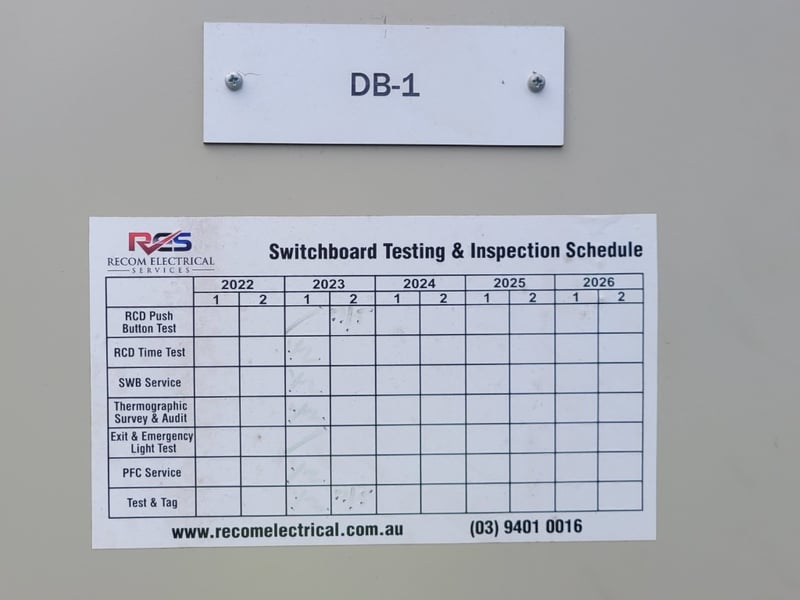 DB-1
RES
RECOM ELECTRICAL
SERVICES
Switchboard Testing & Inspection Schedule
2022 2023 2024 2025 2026
1 2 1 2 1 2 1 2 1 2
RCD Push
Button Test
RCD Time Test
SWB Service
Thermographic
Survey & Audit
Exit & Emergency
Light Test
PFC Service
Test & Tag
www.recomelectrical.com.au (03) 9401 0016